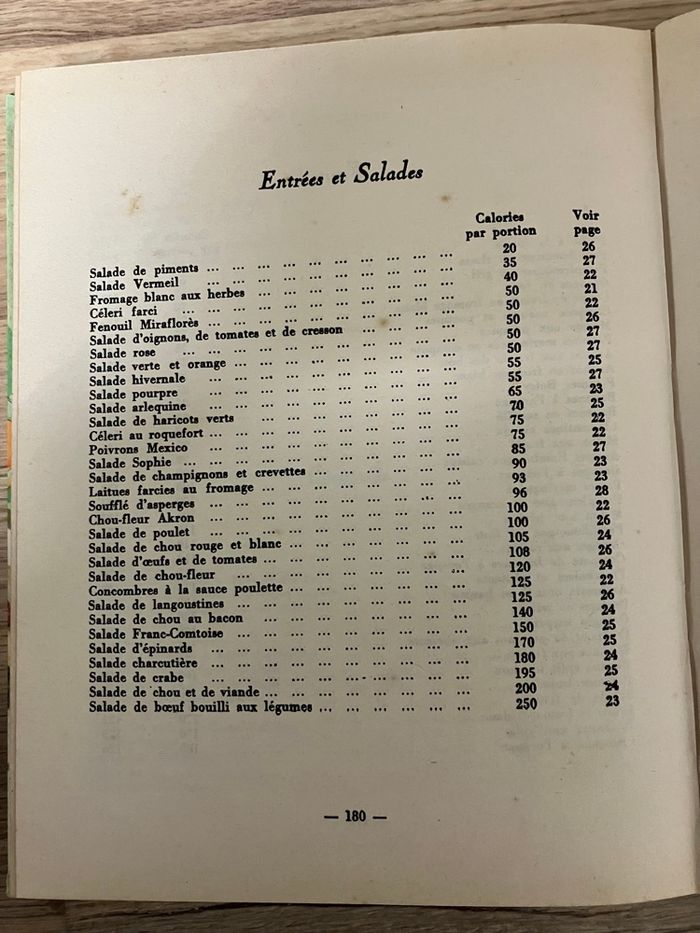 Entrées et Salades
Calories par portion
Voir page
Salade de piments ... ... ... ... ... ... ... ... ... ... 20 26
Salade Vermeil ... ... ... ... ... ... ... ... ... ... 35 27
Fromage blanc aux herbes ... ... ... ... ... ... ... ... 40 22
Céleri farci ... ... ... ... ... ... ... ... ... ... 50 21
Fenouil Miraflorès ... ... ... ... ... ... ... ... ... ... 50 22
Salade d'oignons, de tomates et de cresson ... ... ... ... 50 26
Salade rose ... ... ... ... ... ... ... ... ... ... ... 50 27
Salade verte et orange ... ... ... ... ... ... ... ... ... 50 27
Salade hivernale ... ... ... ... ... ... ... ... ... ... 55 25
Salade pourpre ... ... ... ... ... ... ... ... ... ... 55 27
Salade arlequine ... ... ... ... ... ... ... ... ... ... 65 23
Salade de haricots verts ... ... ... ... ... ... ... ... 70 25
Céleri au roquefort ... ... ... ... ... ... ... ... ... ... 75 22
Poivrons Mexico ... ... ... ... ... ... ... ... ... ... 75 22
Salade Sophie ... ... ... ... ... ... ... ... ... ... ... 85 27
Salade de champignons et crevettes ... ... ... ... ... ... 90 23
Laitues farcies au fromage ... ... ... ... ... ... ... ... 93 23
Soufflé d'asperges ... ... ... ... ... ... ... ... ... ... 96 28
Chou-fleur Akron ... ... ... ... ... ... ... ... ... ... 100 22
Salade de poulet ... ... ... ... ... ... ... ... ... ... 100 26
Salade de chou rouge et blanc ... ... ... ... ... ... ... 105 24
Salade d'œufs et de tomates ... ... ... ... ... ... ... ... 108 26
Salade de chou-fleur ... ... ... ... ... ... ... ... ... 120 24
Concombres à la sauce poulette ... ... ... ... ... ... ... 125 22
Salade de langoustines ... ... ... ... ... ... ... ... ... 125 26
Salade de chou au bacon ... ... ... ... ... ... ... ... 140 24
Salade Franc-Comtoise ... ... ... ... ... ... ... ... ... 150 25
Salade d'épinards ... ... ... ... ... ... ... ... ... ... 170 25
Salade charcutière ... ... ... ... ... ... ... ... ... ... 180 24
Salade de crabe ... ... ... ... ... ... ... ... ... ... 195 25
Salade de chou et de viande ... ... ... ... ... ... ... ... 200 24
Salade de bœuf bouilli aux légumes ... ... ... ... ... ... 250 23
— 180 —